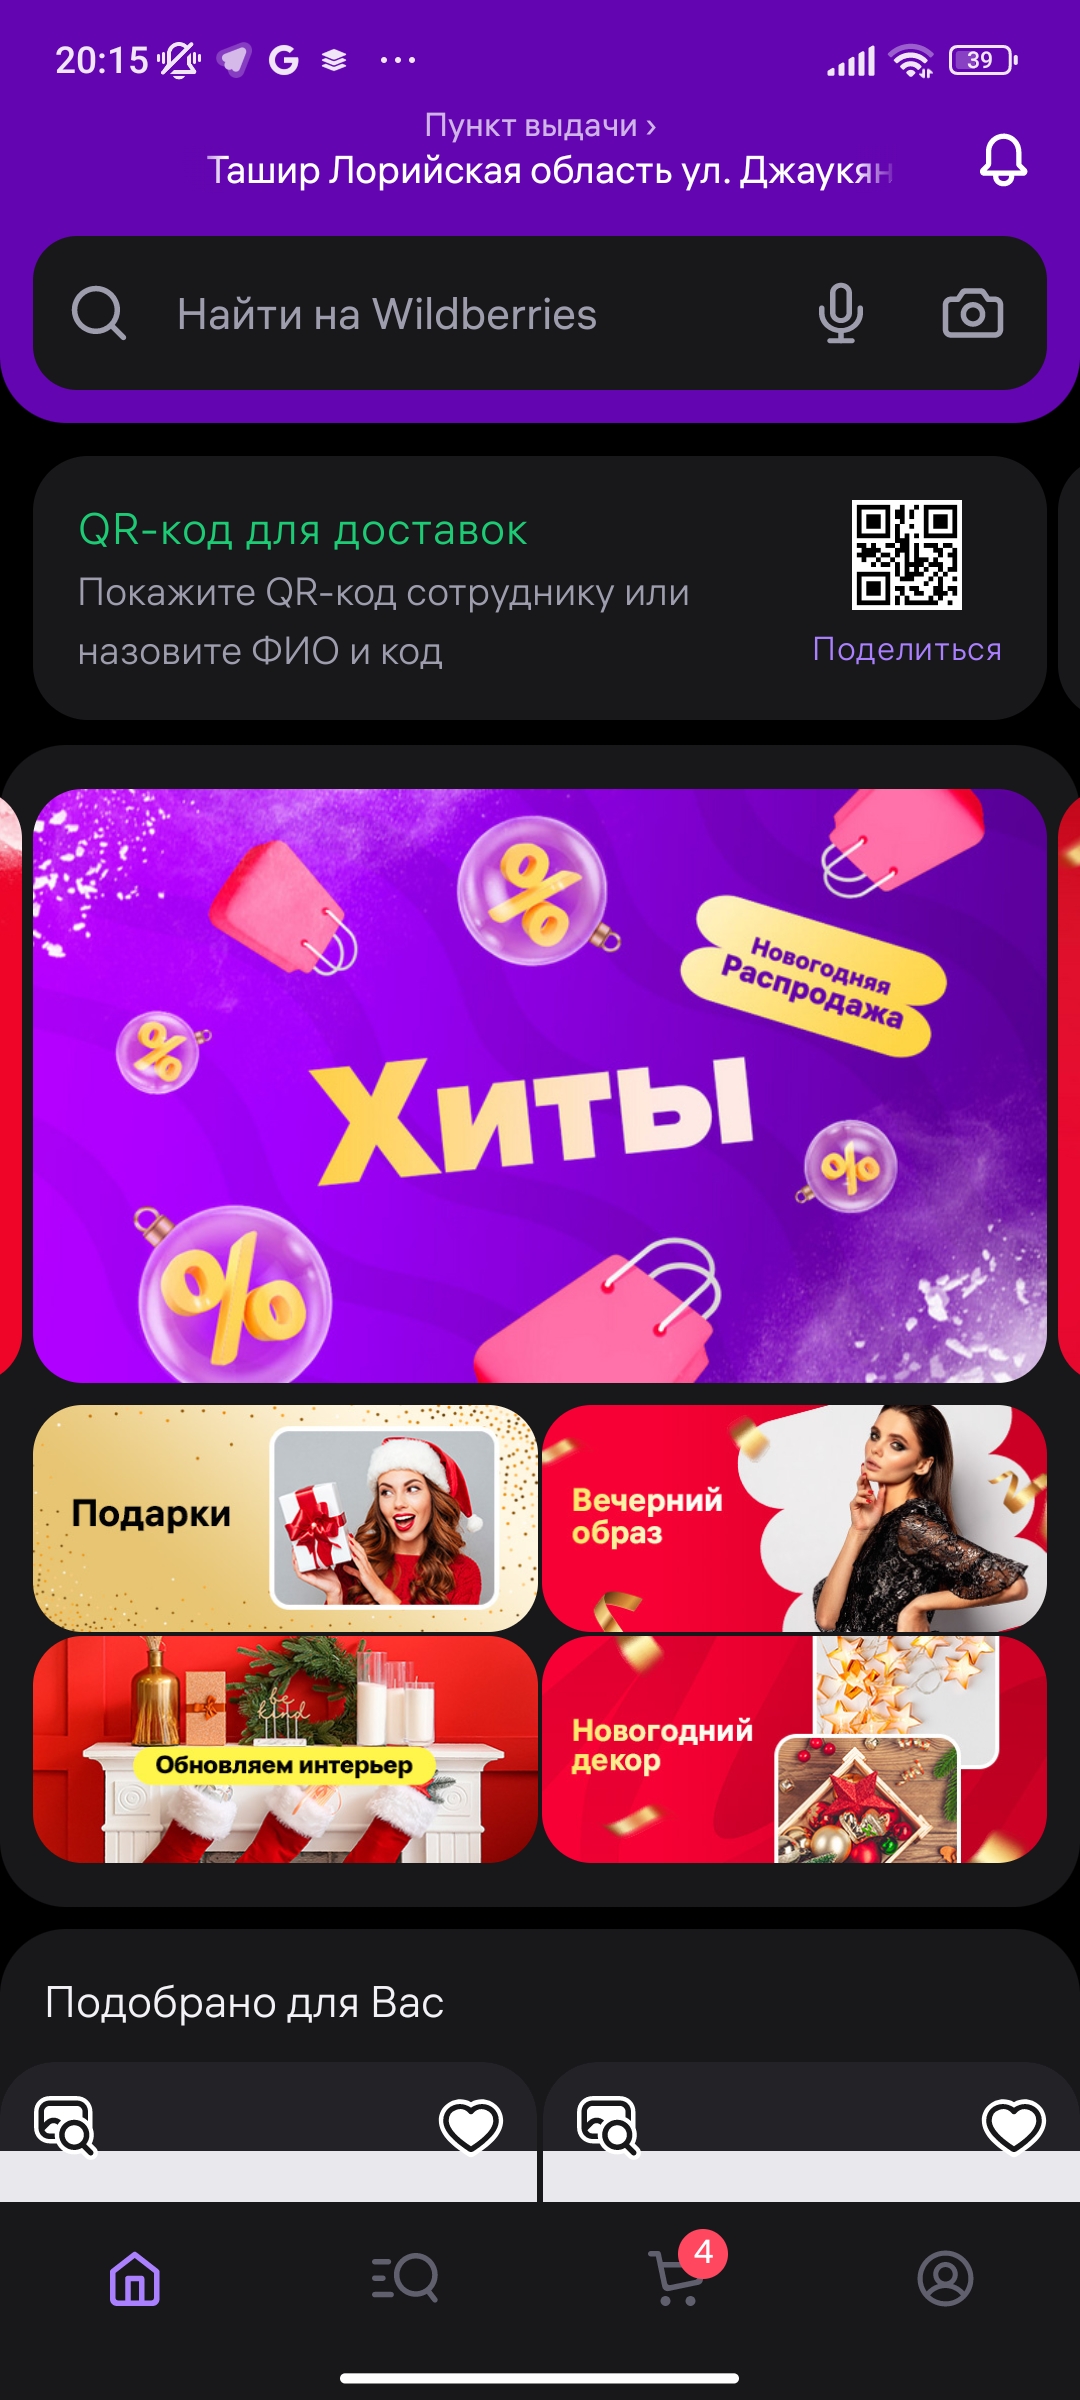 20:15
39
Пункт выдачи ›
Ташир Лорийская область ул. Джаукян
Найти на Wildberries
QR-код для доставок
Покажите QR-код сотруднику или
назовите ФИО и код
Поделиться
Новогодняя
Распродажа
Хиты
Подарки
Вечерний
образ
be
kind
Обновляем интерьер
Новогодний
декор
Подобрано для Вас
4